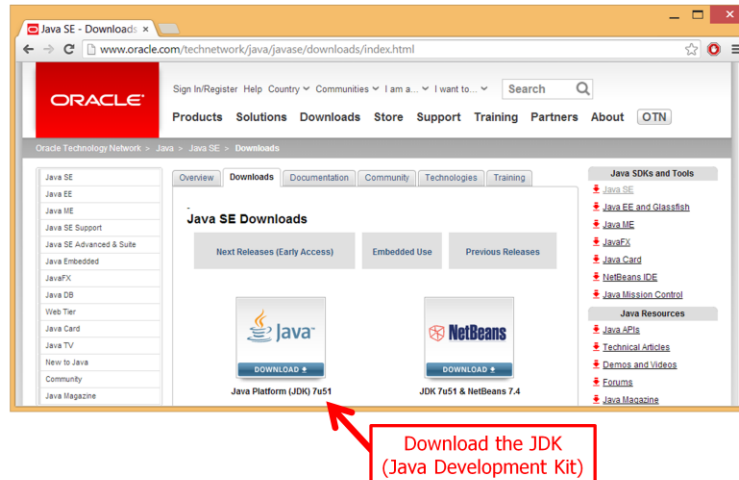 Java SE - Downloads
www.oracle.com/technetwork/java/javase/downloads/index.html
ORACLE
Sign In/Register Help Country Communities I am a... I want to... Search
Products Solutions Downloads Store Support Training Partners About OTN
Oracle Technology Network > Java > Java SE > Downloads
Java SE
Java EE
Java ME
Java SE Support
Java SE Advanced & Suite
Java Embedded
JavaFX
Java DB
Web Tier
Java Card
Java TV
New to Java
Community
Java Magazine
Overview Downloads Documentation Community Technologies Training
Java SE Downloads
Next Releases (Early Access) Embedded Use Previous Releases
Java
DOWNLOAD
Java Platform (JDK) 7u51
NetBeans
DOWNLOAD
JDK 7u51 & NetBeans 7.4
Java SDKs and Tools
Java SE
Java EE and Glassfish
Java ME
JavaFX
Java Card
NetBeans IDE
Java Mission Control
Java Resources
Java APIs
Technical Articles
Demos and Videos
Forums
Java Magazine
Download the JDK
(Java Development Kit)